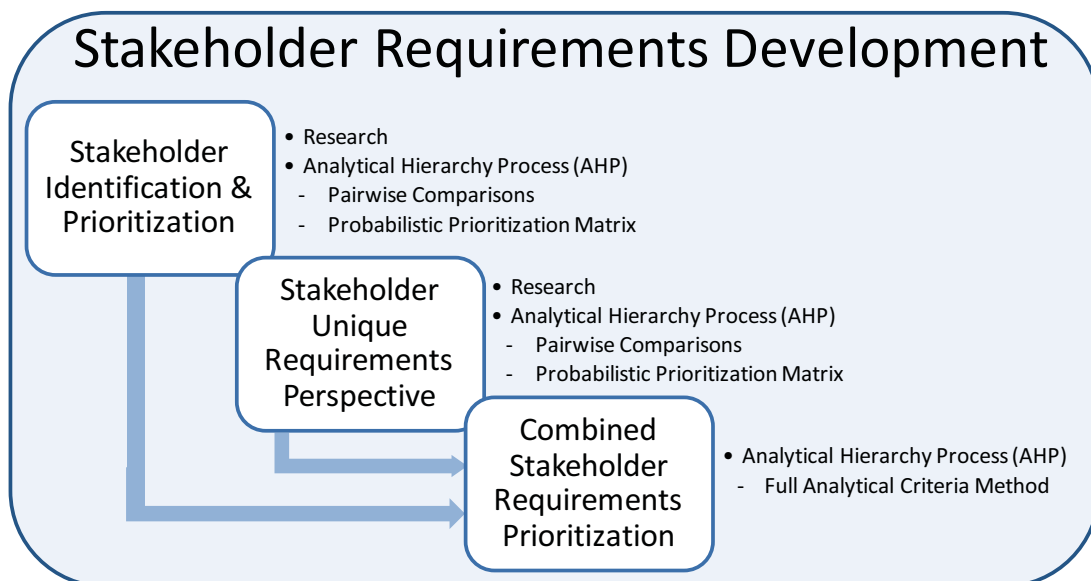 Stakeholder Requirements Development
Stakeholder
Identification &
Prioritization
• Research
• Analytical Hierarchy Process (AHP)
- Pairwise Comparisons
- Probabilistic Prioritization Matrix
Stakeholder
Unique
Requirements
Perspective
• Research
• Analytical Hierarchy Process (AHP)
- Pairwise Comparisons
- Probabilistic Prioritization Matrix
Combined
Stakeholder
Requirements
Prioritization
• Analytical Hierarchy Process (AHP)
- Full Analytical Criteria Method